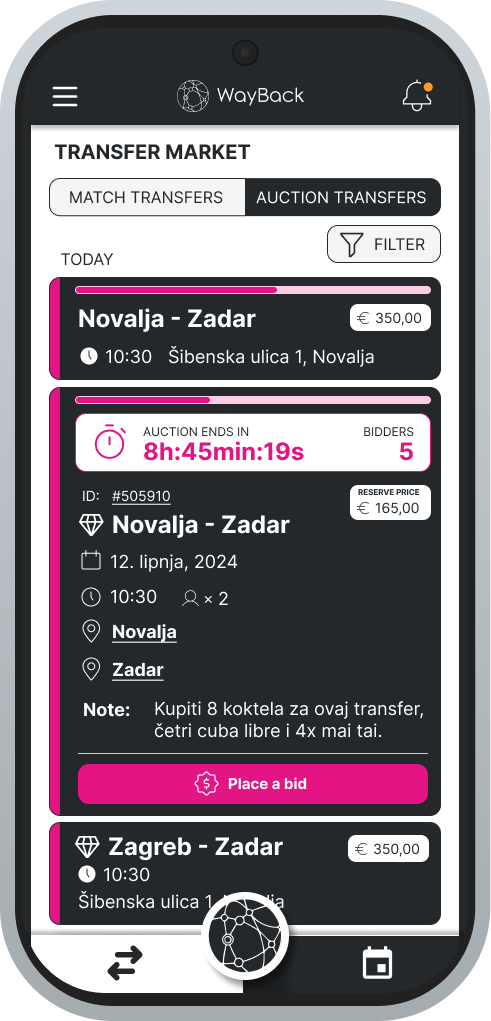 WayBack
TRANSFER MARKET
MATCH TRANSFERS
AUCTION TRANSFERS
FILTER
TODAY
Novalja - Zadar
€ 350,00
10:30 Šibenska ulica 1, Novalja
AUCTION ENDS IN
8h:45min:19s
BIDDERS
5
ID: #505910
RESERVE PRICE
€ 165,00
Novalja - Zadar
12. lipnja, 2024
10:30 × 2
Novalja
Zadar
Note: Kupiti 8 koktela za ovaj transfer,
četri cuba libre i 4x mai tai.
$ Place a bid
Zagreb - Zadar
€ 350,00
10:30
Šibenska ulica 1,